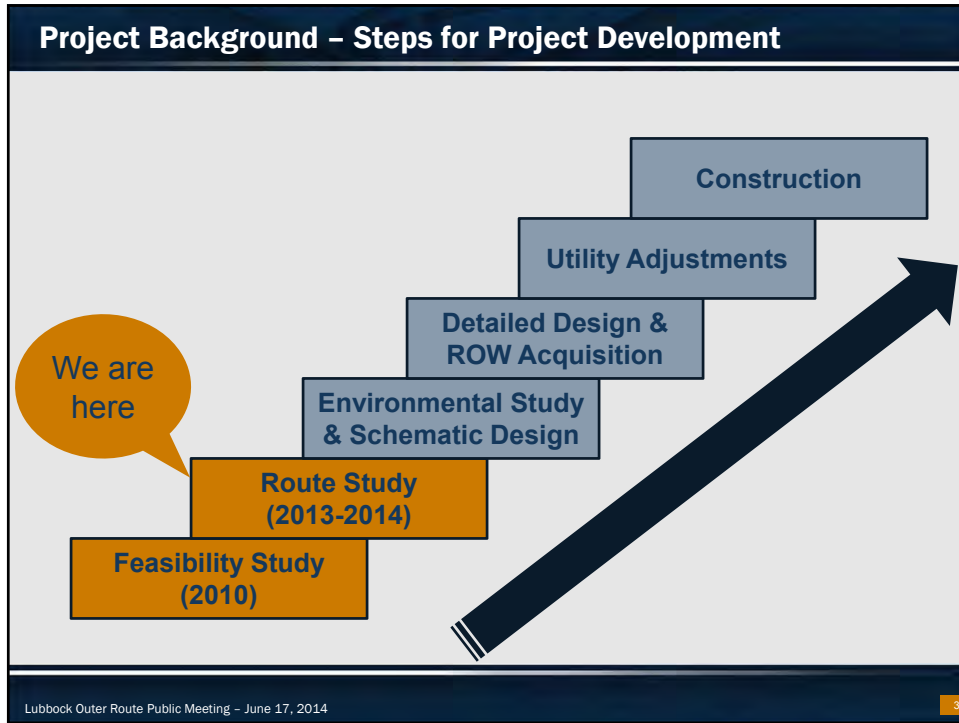 Project Background – Steps for Project Development
Construction
Utility Adjustments
Detailed Design &
ROW Acquisition
We are
here
Environmental Study
& Schematic Design
Route Study
(2013-2014)
Feasibility Study
(2010)
Lubbock Outer Route Public Meeting – June 17, 2014
3